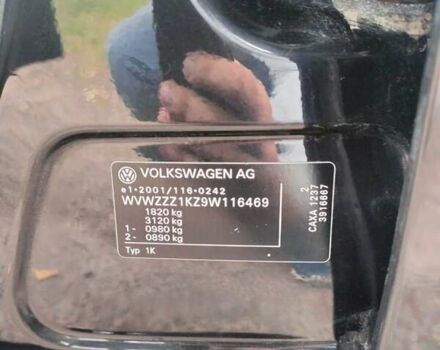 VOLKSWAGEN AG
e1*2001/116*0242
WVWZZZ1KZ9W116469
1820 kg
3120 kg
1- 0980 kg
2- 0890 kg
Typ 1K
2
CAXA 1237
3916667